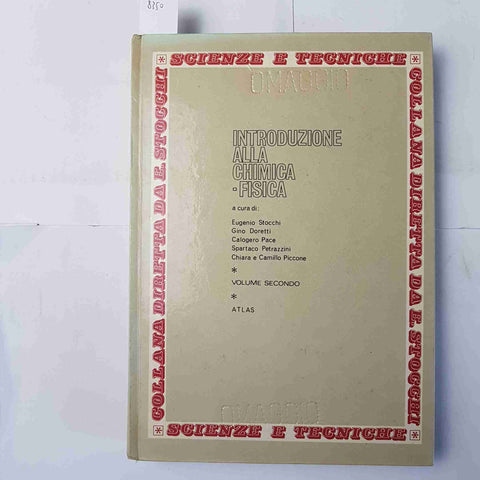 8350
SCIENZE E TECNICHE
OMAGGIO
COLLANA DIRETTA DA E. STOCCHI
COLLANA DIRETTA DA E. STOCCHI
INTRODUZIONE
ALLA
CHIMICA
-FISICA
a cura di:
Eugenio Stocchi
Gino Doretti
Calogero Pace
Spartaco Petrazzini
Chiara e Camillo Piccone
*
VOLUME SECONDO
*
ATLAS
OMAGGIO
SCIENZE E TECNICHE